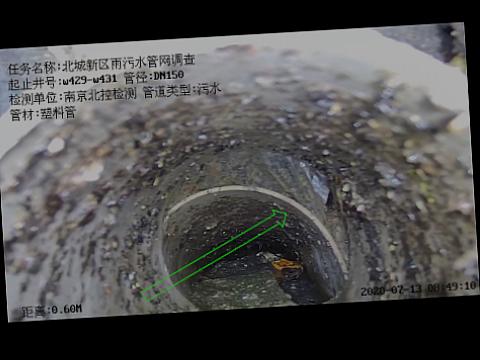 任务名称:北城新区雨污水管网调查
起止井号:w429-w431 管径:DN150
检测单位:南京北控检测 管道类型:污水
管材:塑料管
距离:0.60M
2020-07-13 08:49:10